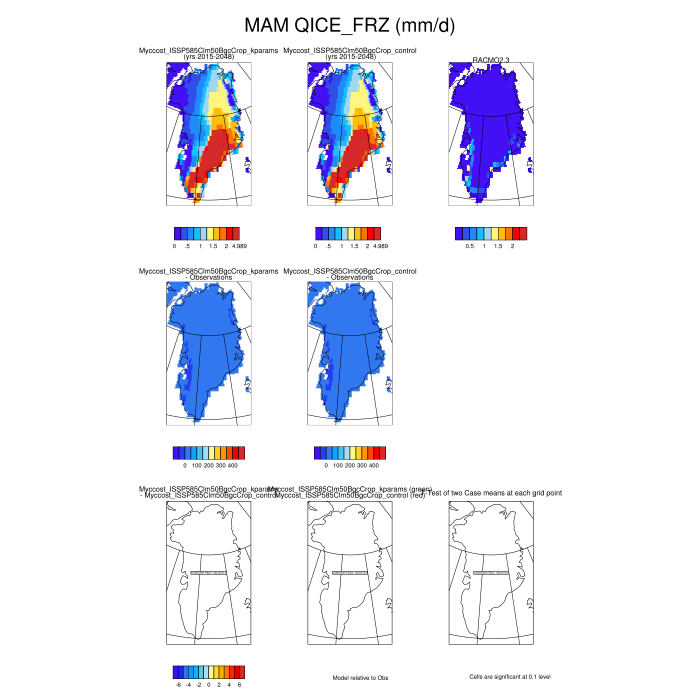 MAM QICE_FRZ (mm/d)
Myccost_ISSP585Clm50BgcCrop_kparams
(yrs 2015-2048)
Myccost_ISSP585Clm50BgcCrop_control
(yrs 2015-2048)
RACMO2.3
0 .5 1 1.5 2 4.989
0 .5 1 1.5 2 4.989
0.5 1 1.5 2
Myccost_ISSP585Clm50BgcCrop_kparams
- Observations
Myccost_ISSP585Clm50BgcCrop_control
- Observations
0 100 200 300 400
0 100 200 300 400
Myccost_ISSP585Clm50BgcCrop_kparams
- Myccost_ISSP585Clm50BgcCrop_control
Myccost_ISSP585Clm50BgcCrop_kparams (green)
Myccost_ISSP585Clm50BgcCrop_control (red)
T-Test of two Case means at each grid point
-6 -4 -2 0 2 4 6
Model relative to Obs
Cells are significant at 0.1 level